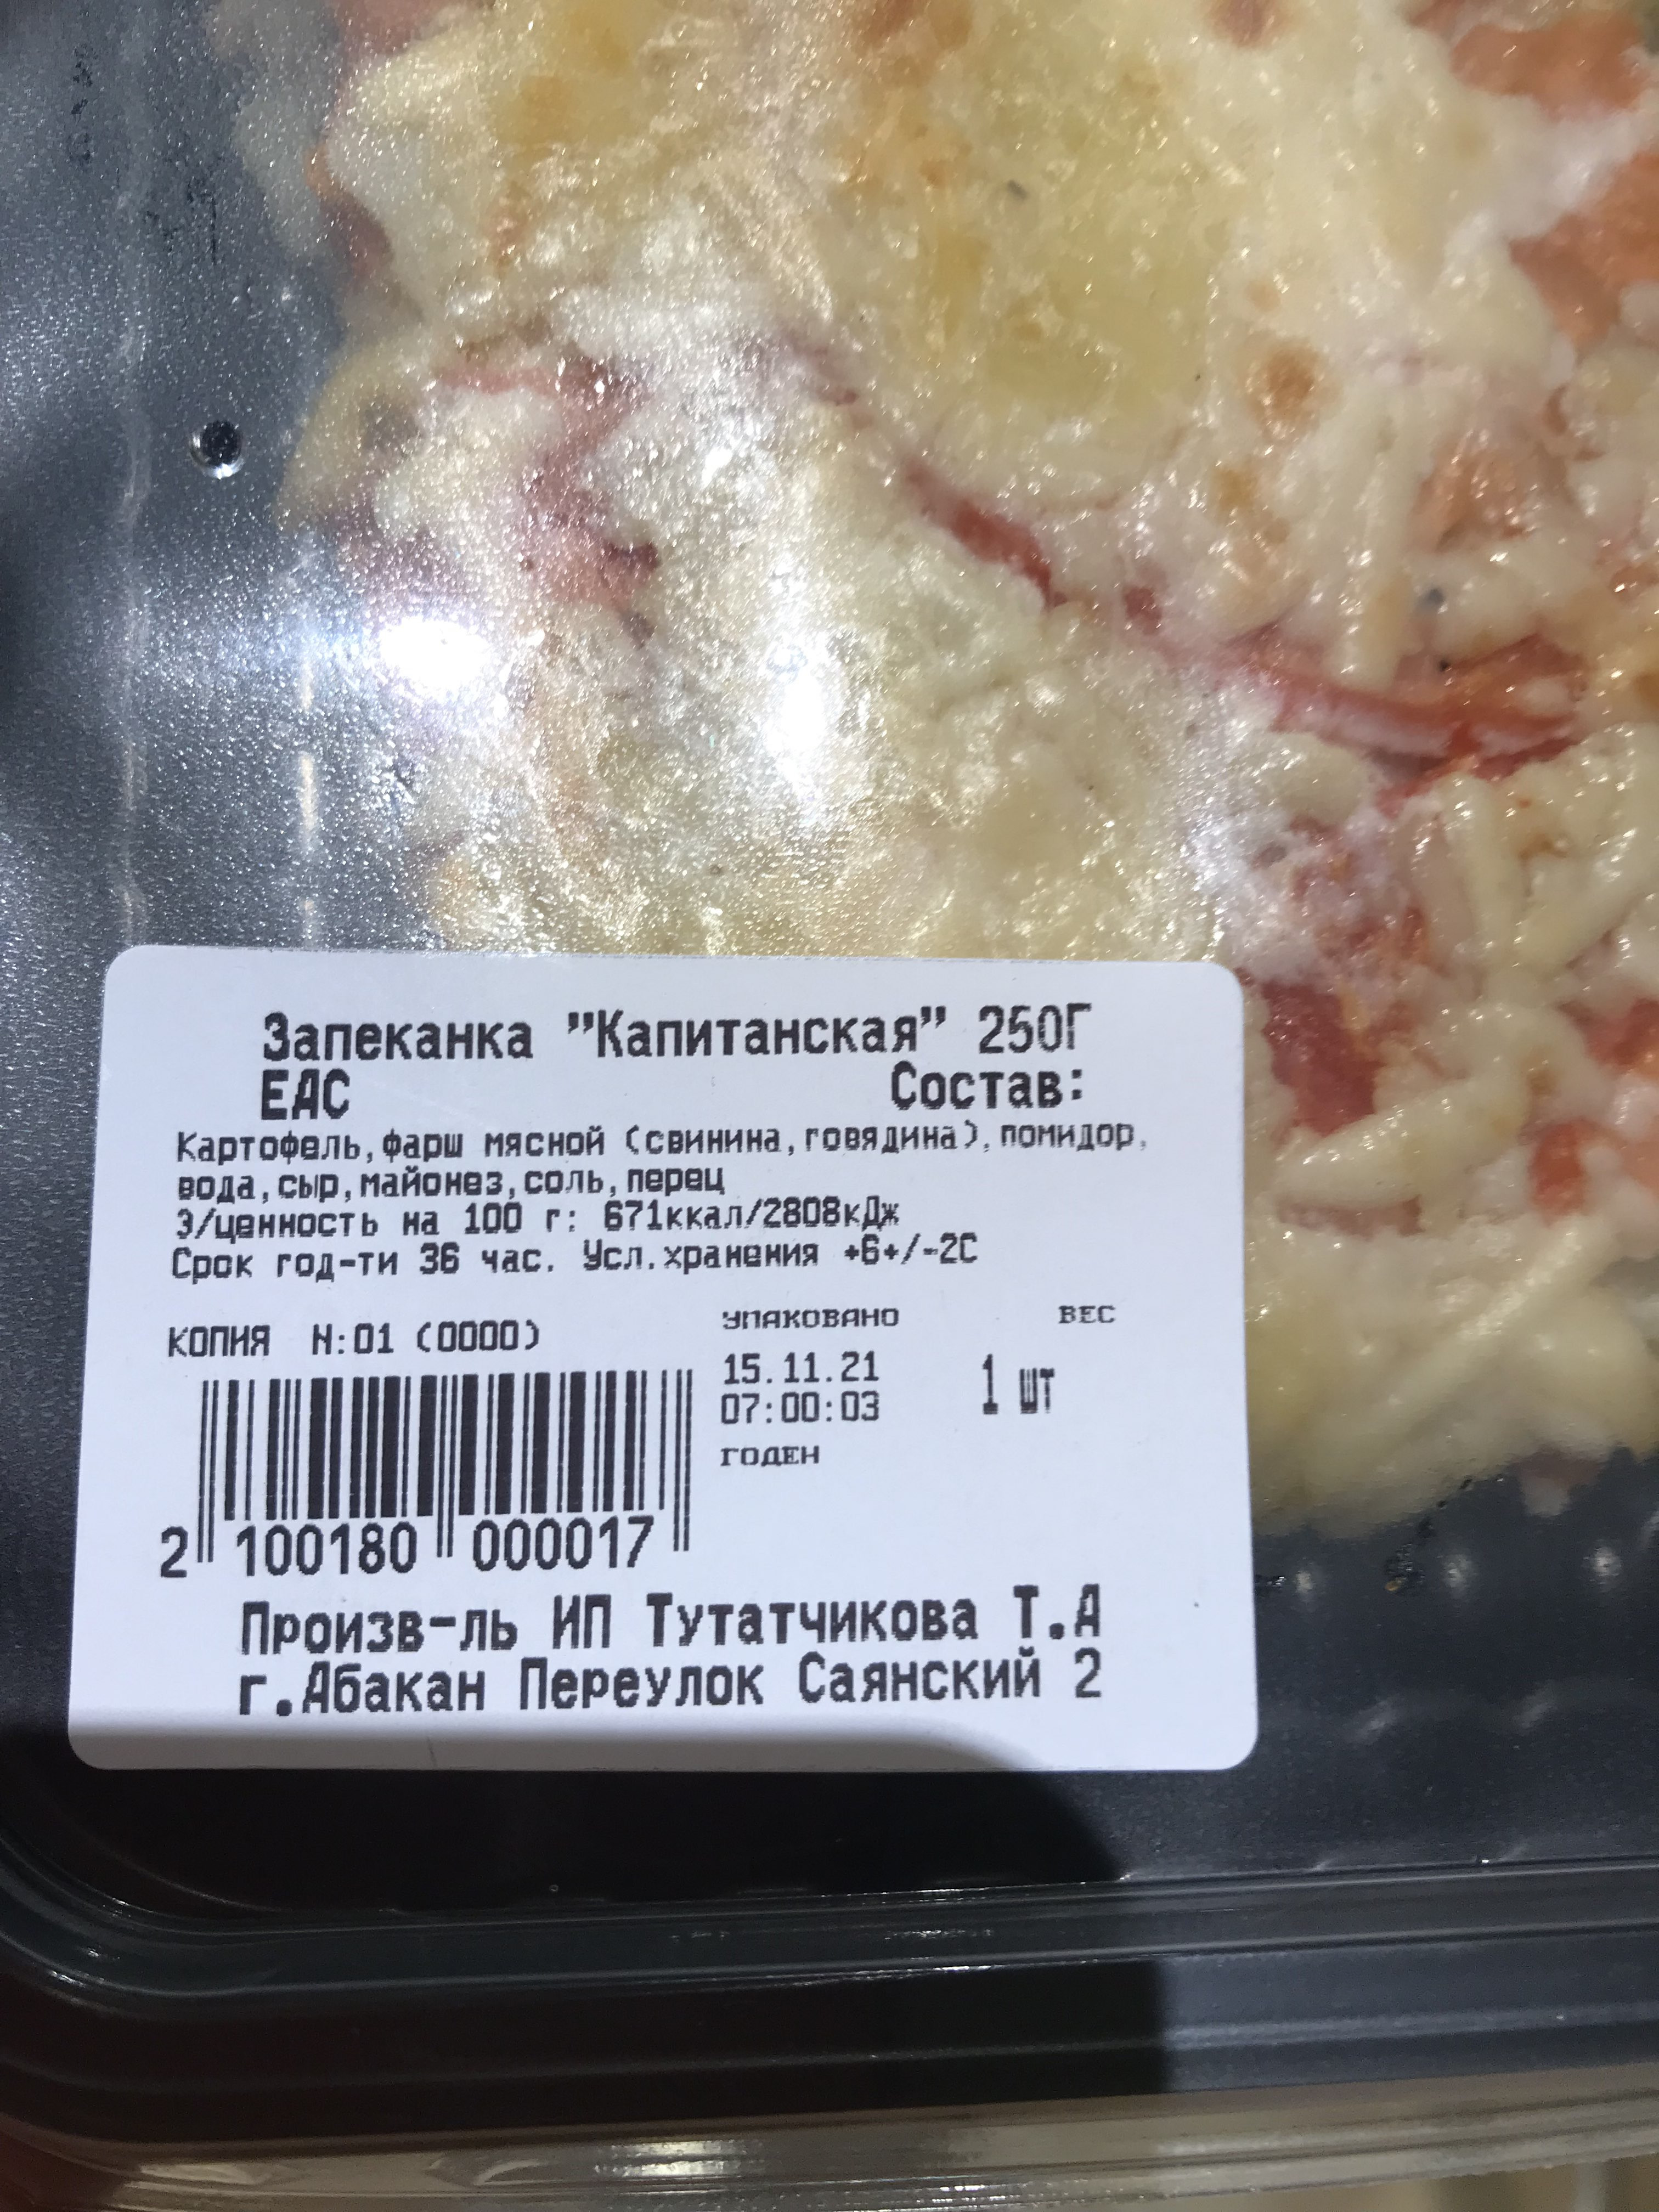 Запеканка "Капитанская" 250Г
ЕАС Состав:
Картофель,фарш мясной (свинина,говядина),помидор,
вода,сыр,майонез,соль,перец
Э/ценность на 100 г: 671ккал/2808кДж
Срок год-ти 36 час. Усл.хранения +6+/-2С
КОПИЯ N:01 (0000)
УПАКОВАНО
15.11.21
07:00:03
ГОДЕН
ВЕС
1 шт
2 100180 000017
Произв-ль ИП Тутатчикова Т.А
г.Абакан Переулок Саянский 2